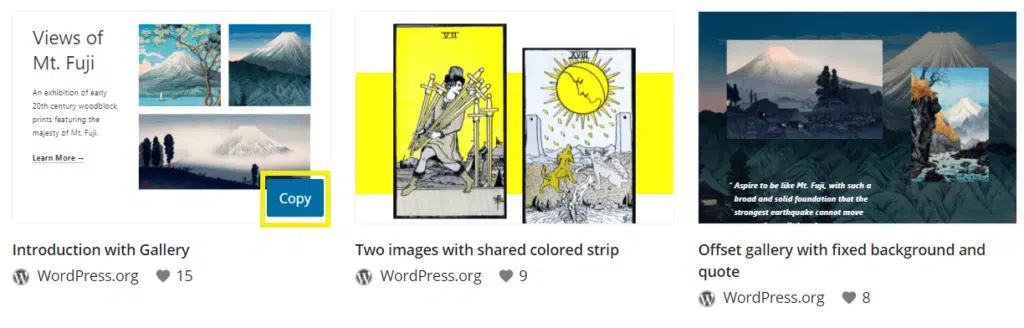 Views of
Mt. Fuji
An exhibition of early
20th century woodblock
prints featuring the
majesty of Mt. Fuji.
Learn More →
Copy
VII
XVIII
" Aspire to be like Mt. Fuji, with such a
broad and solid foundation that the
strongest earthquake cannot move
Introduction with Gallery
WordPress.org 15
Two images with shared colored strip
WordPress.org 9
Offset gallery with fixed background and
quote
WordPress.org 8